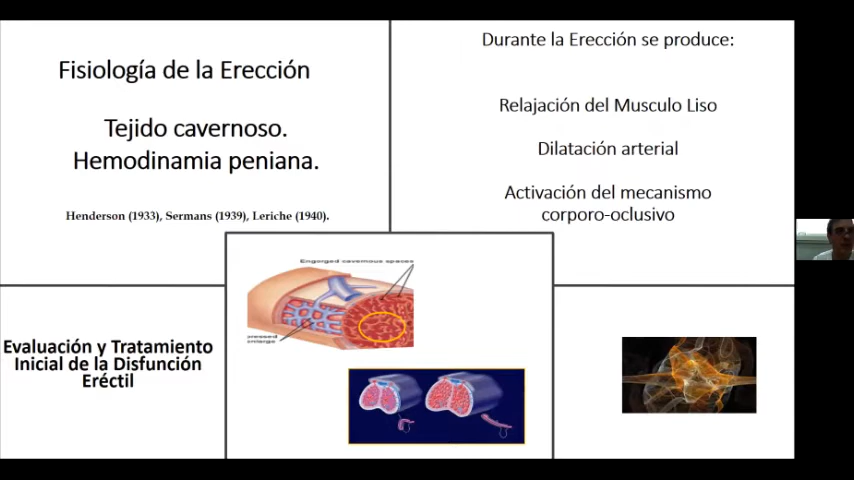 Fisiología de la Erección
Tejido cavernoso.
Hemodinamia peniana.
Henderson (1933), Sermans (1939), Leriche (1940).
Durante la Erección se produce:
Relajación del Musculo Liso
Dilatación arterial
Activación del mecanismo
corporo-oclusivo
Engorged cavernous spaces
Evaluación y Tratamiento
Inicial de la Disfunción
Eréctil